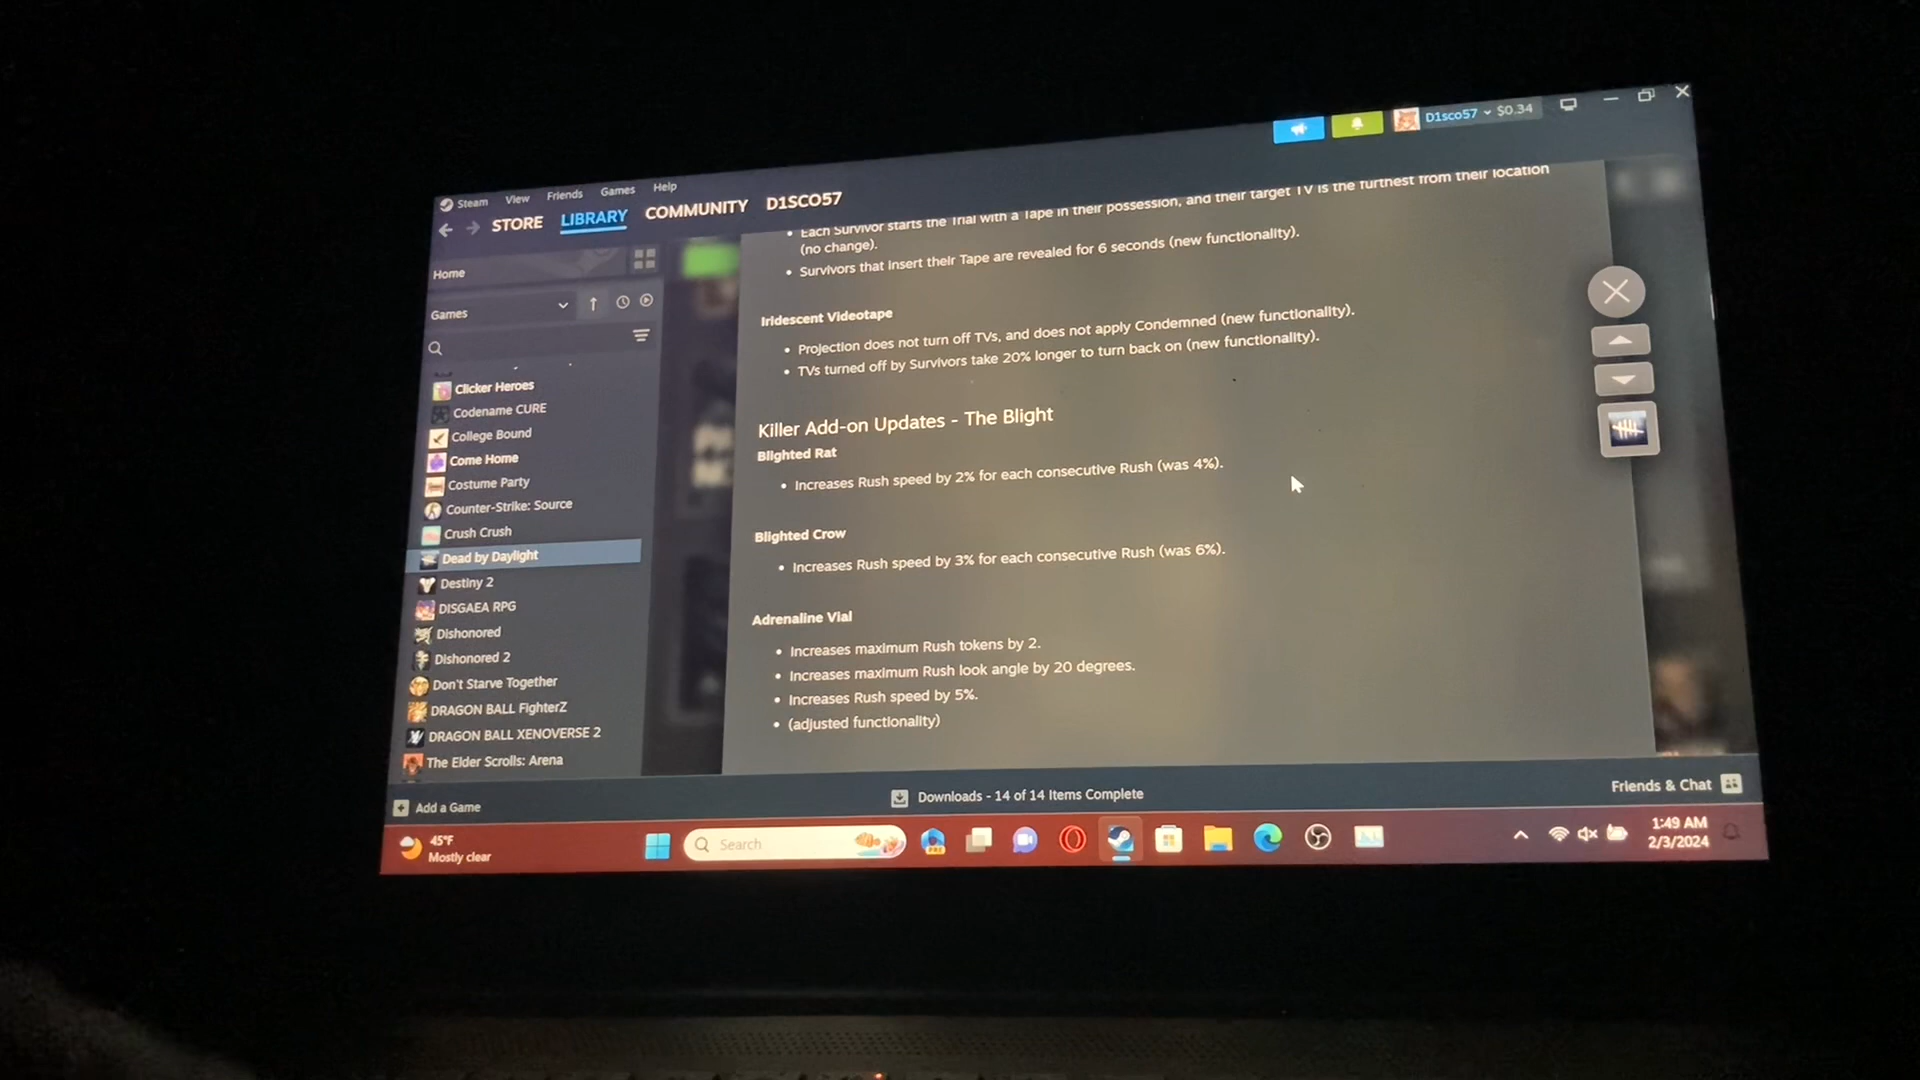 D1sco57 $0.34
Steam View Friends Games Help
STORE LIBRARY COMMUNITY D1SCO57
Home
Games
Clicker Heroes
Codename CURE
College Bound
Come Home
Costume Party
Counter-Strike: Source
Crush Crush
Dead by Daylight
Destiny 2
DISGAEA RPG
Dishonored
Dishonored 2
Don't Starve Together
DRAGON BALL FighterZ
DRAGON BALL XENOVERSE 2
The Elder Scrolls: Arena
• Each Survivor starts the Trial with a Tape in their possession, and their target TV is the furthest from their location
(no change).
• Survivors that insert their Tape are revealed for 6 seconds (new functionality).
Iridescent Videotape
• Projection does not turn off TVs, and does not apply Condemned (new functionality).
• TVs turned off by Survivors take 20% longer to turn back on (new functionality).
Killer Add-on Updates - The Blight
Blighted Rat
• Increases Rush speed by 2% for each consecutive Rush (was 4%).
Blighted Crow
• Increases Rush speed by 3% for each consecutive Rush (was 6%).
Adrenaline Vial
• Increases maximum Rush tokens by 2.
• Increases maximum Rush look angle by 20 degrees.
• Increases Rush speed by 5%.
• (adjusted functionality)
Add a Game
Downloads - 14 of 14 Items Complete
Friends & Chat
45°F
Mostly clear
Search
1:49 AM
2/3/2024